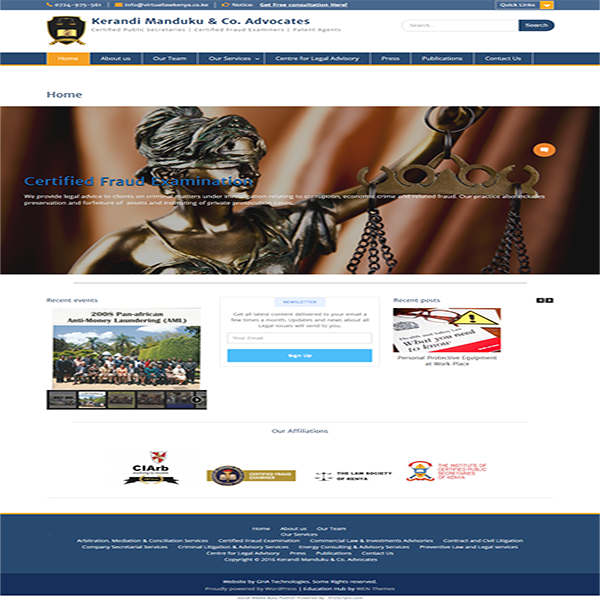 0724-975-581 info@virtuallawkenya.co.ke Notice: Get Free consultation Here! Quick Links
Kerandi Manduku & Co. Advocates
Certified Public Secretaries | Certified Fraud Examiners | Patent Agents
Search ... Search
Home About us Our Team Our Services Centre for Legal Advisory Press Publications Contact Us
Home
Certified Fraud Examination
We provide legal advice to clients on criminal matters under investigation relating to corruption, economic crime and related fraud. Our practice also includes
preservation and forfeiture of assets and instituting of private prosecution cases.
Recent events
NEWSLETTER
Recent posts
2008 Pan-african
Anti-Money Laundering (AML)
Get all latest content delivered to your email a
few times a month. Updates and news about all
Legal issues will send to you.
Your Email
Sign Up
Health and Safety Law
What you need
to know
Personal Protective Equipment
at Work Place
Our Affiliations
CIArb
CERTIFIED FRAUD
EXAMINER
THE LAW SOCIETY
OF KENYA
THE INSTITUTE OF
CERTIFIED PUBLIC
SECRETARIES
OF KENYA
Home About us Our Team
Our Services
Arbitration, Mediation & Conciliation Services Certified Fraud Examination Commercial Law & Investments Advisories Contract and Civil Litigation
Company Secretarial Services Criminal Litigation & Advisory Services Energy Consulting & Advisory Services Preventive Law and Legal services
Centre for Legal Advisory Press Publications Contact Us
Copyright © 2016 Kerandi Manduku & Co. Advocates
Website by GHA Technologies. Some Rights reserved.
Proudly powered by WordPress | Education Hub by WEN Themes